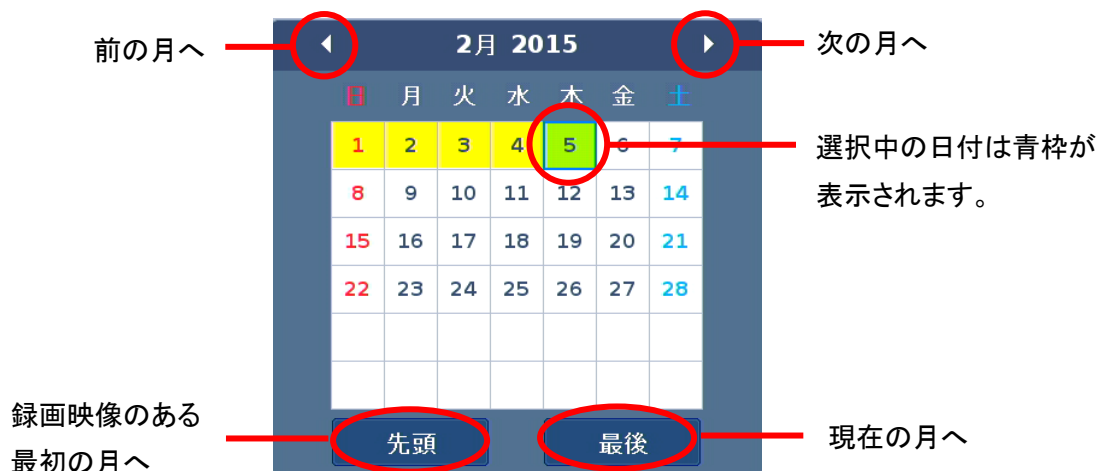 前の月へ
2月 2015
次の月へ
日 月 火 水 木 金 土
1 2 3 4 5 6 7
選択中の日付は青枠が
表示されます。
8 9 10 11 12 13 14
15 16 17 18 19 20 21
22 23 24 25 26 27 28
録画映像のある
最初の月へ
先頭
最後
現在の月へ